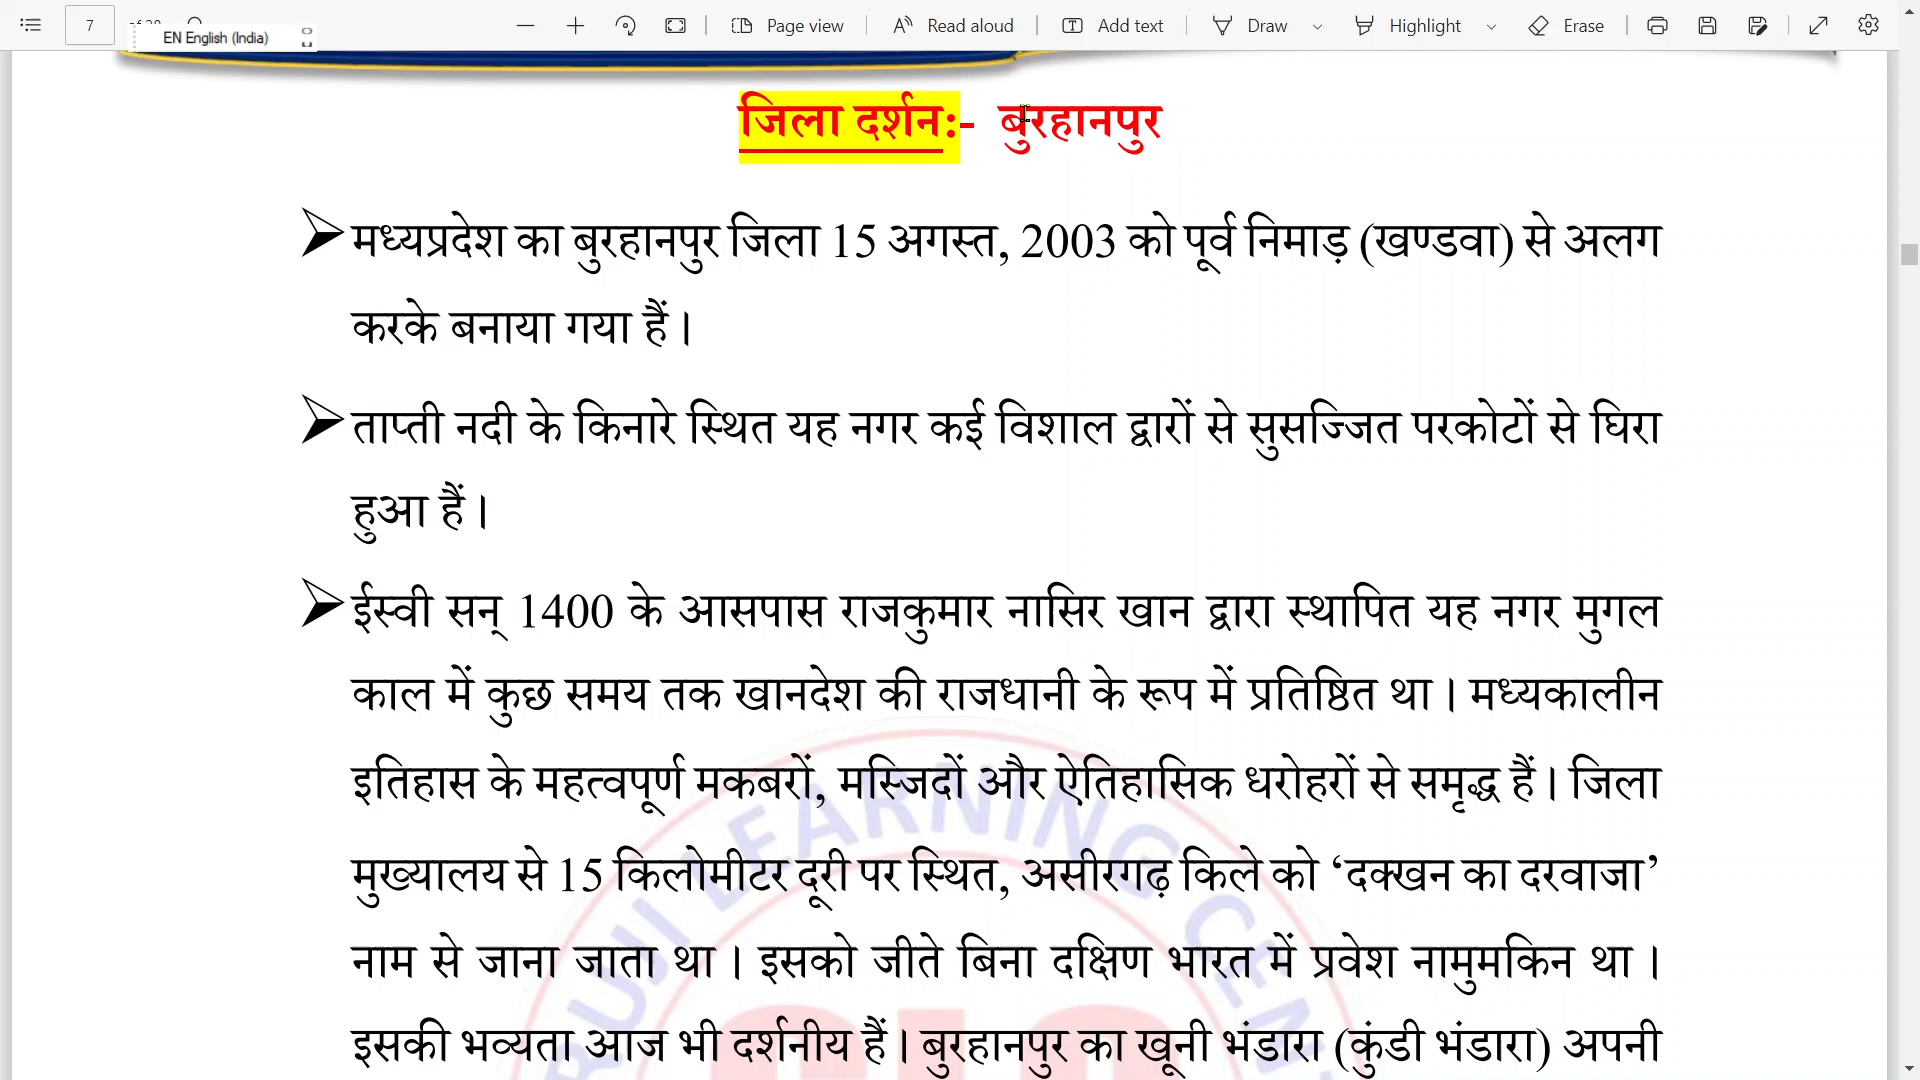 7
EN English (India)
Page view
Read aloud
Add text
Draw
Highlight
Erase
जिला दर्शन:- बुरहानपुर
मध्यप्रदेश का बुरहानपुर जिला 15 अगस्त, 2003 को पूर्व निमाड़ (खण्डवा) से अलग
करके बनाया गया हैं।
ताप्ती नदी के किनारे स्थित यह नगर कई विशाल द्वारों से सुसज्जित परकोटों से घिरा
हुआ हैं।
ईस्वी सन् 1400 के आसपास राजकुमार नासिर खान द्वारा स्थापित यह नगर मुगल
काल में कुछ समय तक खानदेश की राजधानी के रूप में प्रतिष्ठित था। मध्यकालीन
इतिहास के महत्वपूर्ण मकबरों, मस्जिदों और ऐतिहासिक धरोहरों से समृद्ध हैं। जिला
मुख्यालय से 15 किलोमीटर दूरी पर स्थित, असीरगढ़ किले को ‘दक्खन का दरवाजा’
नाम से जाना जाता था। इसको जीते बिना दक्षिण भारत में प्रवेश नामुमकिन था।
इसकी भव्यता आज भी दर्शनीय हैं। बुरहानपुर का खूनी भंडारा (कुंडी भंडारा) अपनी